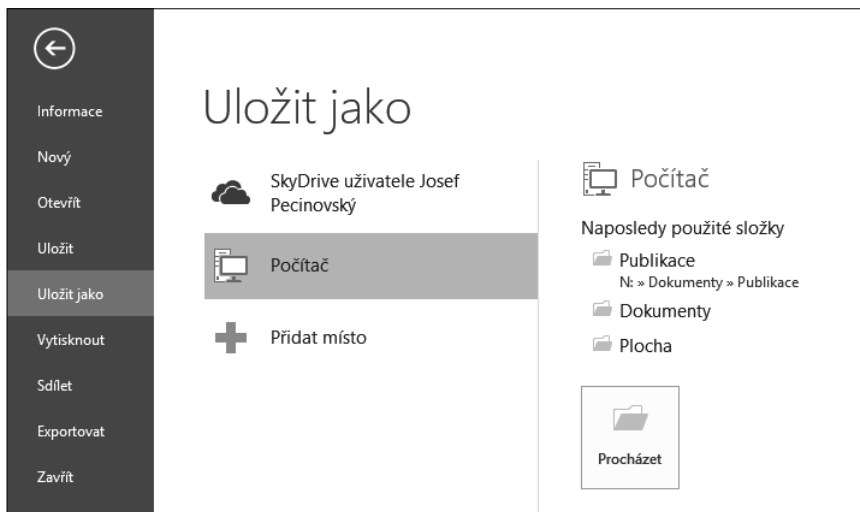 Informace
Nový
Otevřít
Uložit
Uložit jako
Vytisknout
Sdílet
Exportovat
Zavřít
Uložit jako
SkyDrive uživatele Josef
Pecinovský
Počítač
Přidat místo
Počítač
Naposledy použité složky
Publikace
N: » Dokumenty » Publikace
Dokumenty
Plocha
Procházet